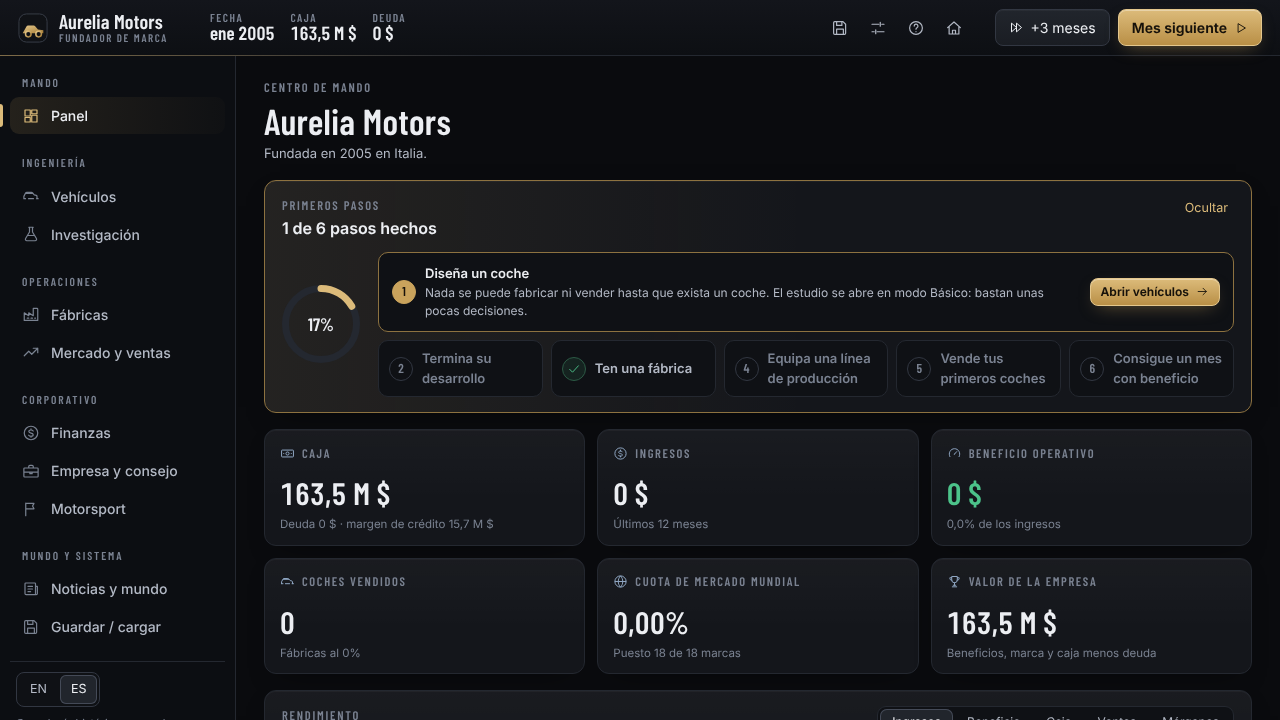 Aurelia Motors
FUNDADOR DE MARCA
FECHA
ene 2005
CAJA
163,5 M $
DEUDA
0 $
+3 meses
Mes siguiente
MANDO
Panel
INGENIERÍA
Vehículos
Investigación
OPERACIONES
Fábricas
Mercado y ventas
CORPORATIVO
Finanzas
Empresa y consejo
Motorsport
MUNDO Y SISTEMA
Noticias y mundo
Guardar / cargar
EN
ES
CENTRO DE MANDO
Aurelia Motors
Fundada en 2005 en Italia.
PRIMEROS PASOS
1 de 6 pasos hechos
Ocultar
17%
1
Diseña un coche
Nada se puede fabricar ni vender hasta que exista un coche. El estudio se abre en modo Básico: bastan unas
pocas decisiones.
Abrir vehículos
2
Termina su
desarrollo
Ten una fábrica
4
Equipa una línea
de producción
5
Vende tus
primeros coches
6
Consigue un mes
con beneficio
CAJA
163,5 M $
Deuda 0 $ · margen de crédito 15,7 M $
INGRESOS
0 $
Últimos 12 meses
BENEFICIO OPERATIVO
0 $
0,0% de los ingresos
COCHES VENDIDOS
0
Fábricas al 0%
CUOTA DE MERCADO MUNDIAL
0,00%
Puesto 18 de 18 marcas
VALOR DE LA EMPRESA
163,5 M $
Beneficios, marca y caja menos deuda
RENDIMIENTO